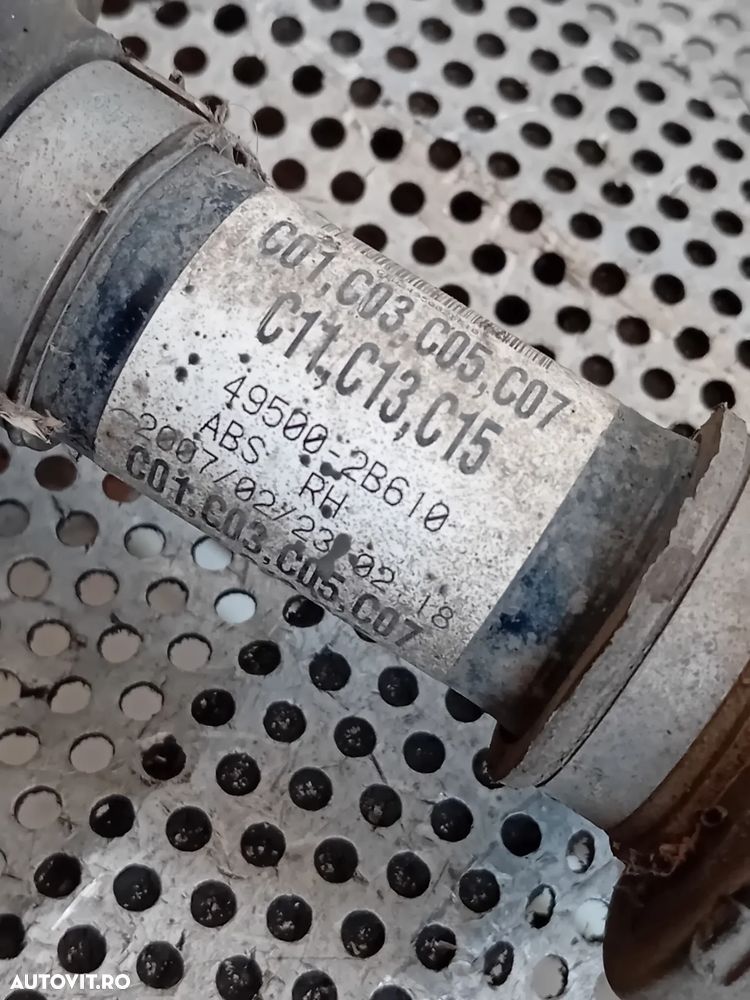 C01,C03,C05,C07
C11,C13,C15
49500-2B610
ABS RH
2007/02/23,02.18
C01,C03,C05,C07
AUTOVIT.RO